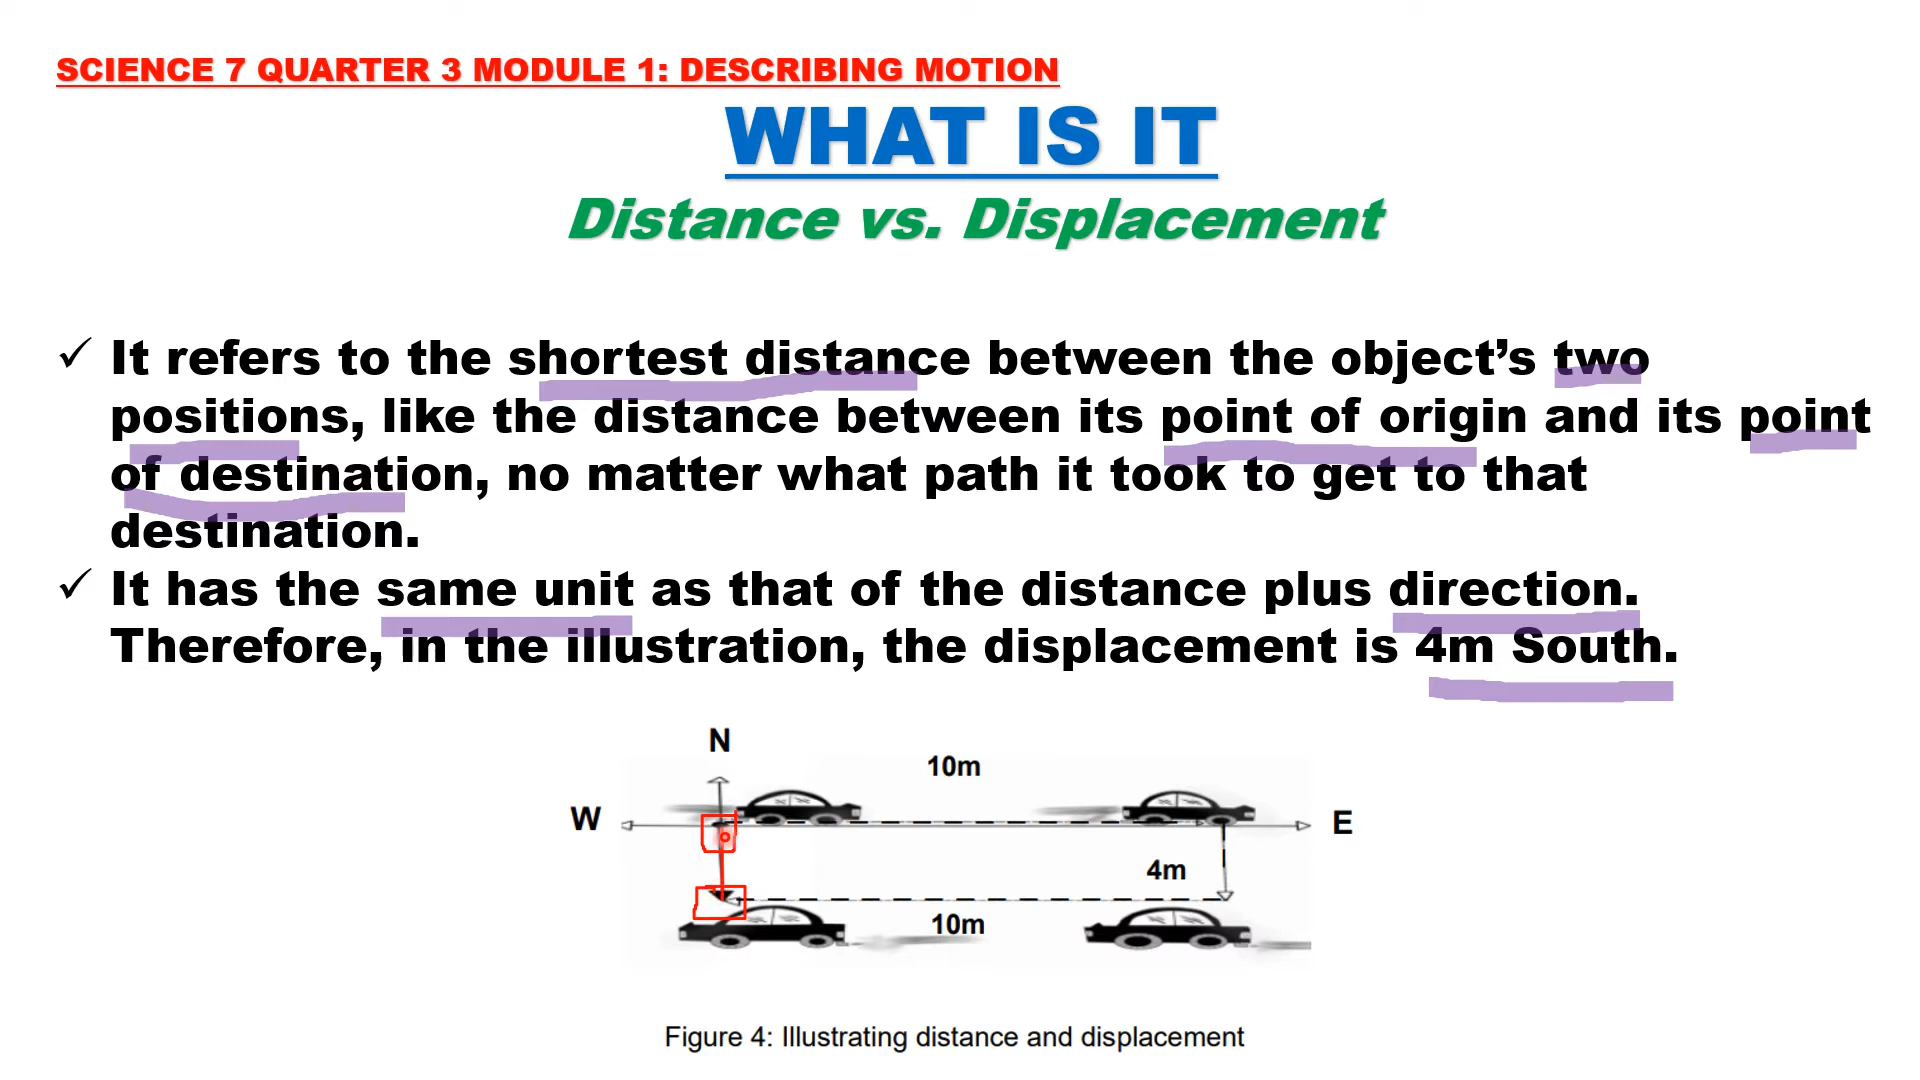 SCIENCE 7 QUARTER 3 MODULE 1: DESCRIBING MOTION
WHAT IS IT
Distance vs. Displacement
✓ It refers to the shortest distance between the object’s two
positions, like the distance between its point of origin and its point
of destination, no matter what path it took to get to that
destination.
✓ It has the same unit as that of the distance plus direction.
Therefore, in the illustration, the displacement is 4m South.
N
10m
W
E
4m
10m
Figure 4: Illustrating distance and displacement